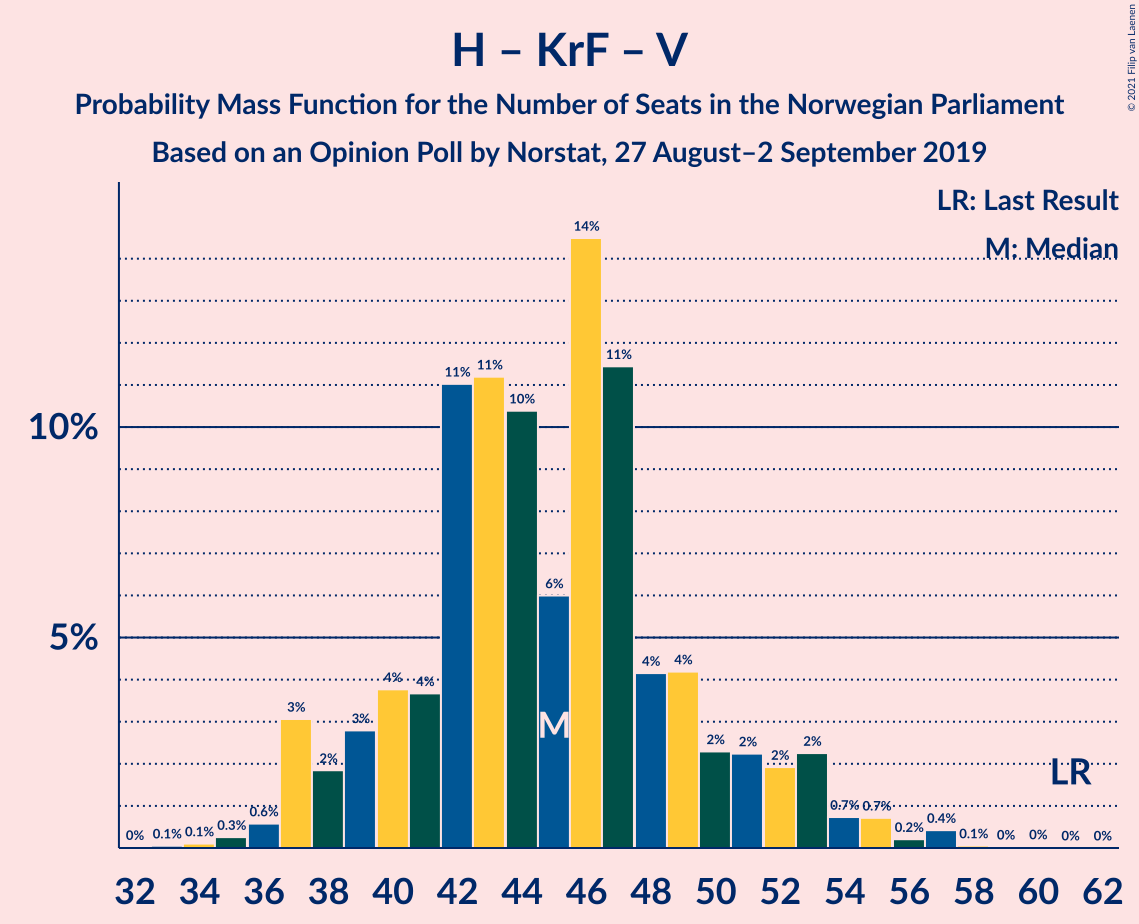 H – KrF – V
Probability Mass Function for the Number of Seats in the Norwegian Parliament
Based on an Opinion Poll by Norstat, 27 August–2 September 2019
© 2021 Filip van Laenen
LR: Last Result
M: Median
10%
5%
0% 0.1% 0.1% 0.3% 0.6% 3% 2% 3% 4% 4% 11% 11% 10% 6% 14% 11% 4% 4% 2% 2% 2% 2% 0.7% 0.7% 0.2% 0.4% 0.1% 0% 0% 0% 0%
M
LR
32 34 36 38 40 42 44 46 48 50 52 54 56 58 60 62